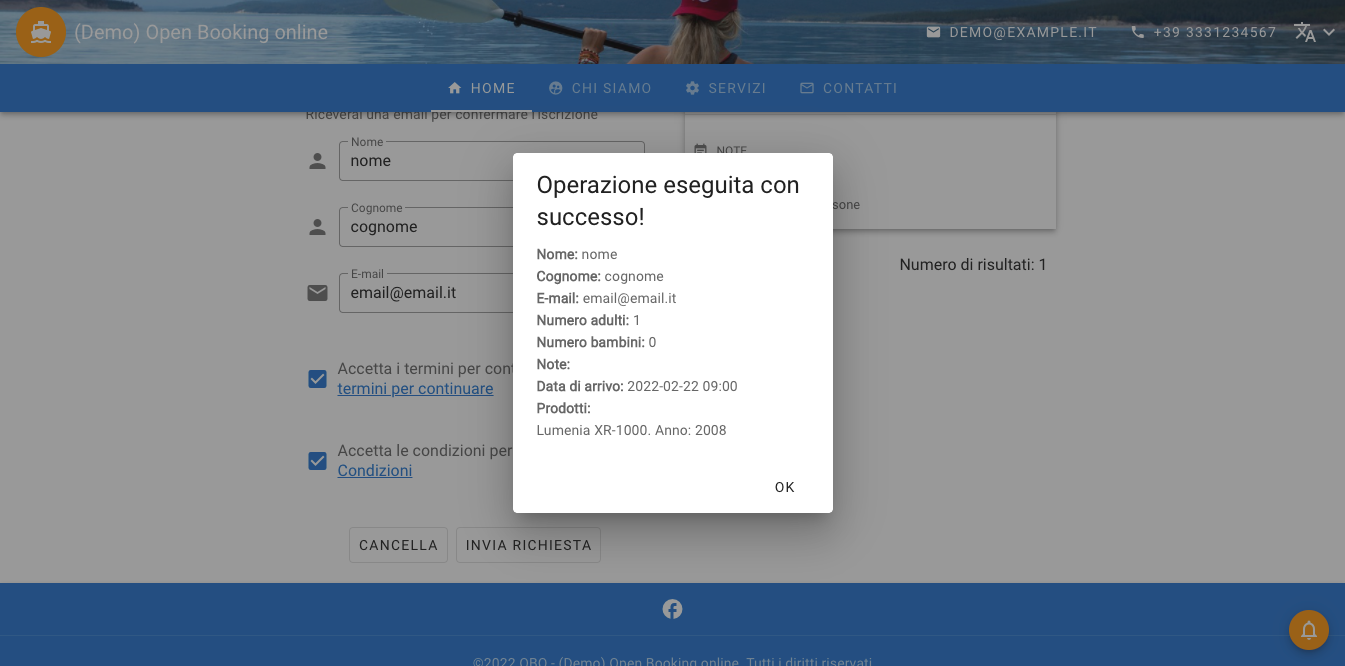 (Demo) Open Booking online
DEMO@EXAMPLE.IT
+39 3331234567
HOME
CHI SIAMO
SERVIZI
CONTATTI
Riceverai una email per confermare l'iscrizione
Nome
nome
Cognome
cognome
E-mail
email@email.it
Accetta i termini per cont
termini per continuare
Accetta le condizioni per
Condizioni
CANCELLA
INVIA RICHIESTA
NOTE
sone
Numero di risultati: 1
Operazione eseguita con
successo!
Nome: nome
Cognome: cognome
E-mail: email@email.it
Numero adulti: 1
Numero bambini: 0
Note:
Data di arrivo: 2022-02-22 09:00
Prodotti:
Lumenia XR-1000. Anno: 2008
OK
©2022 OBO - (Demo) Open Booking online. Tutti i diritti riservati